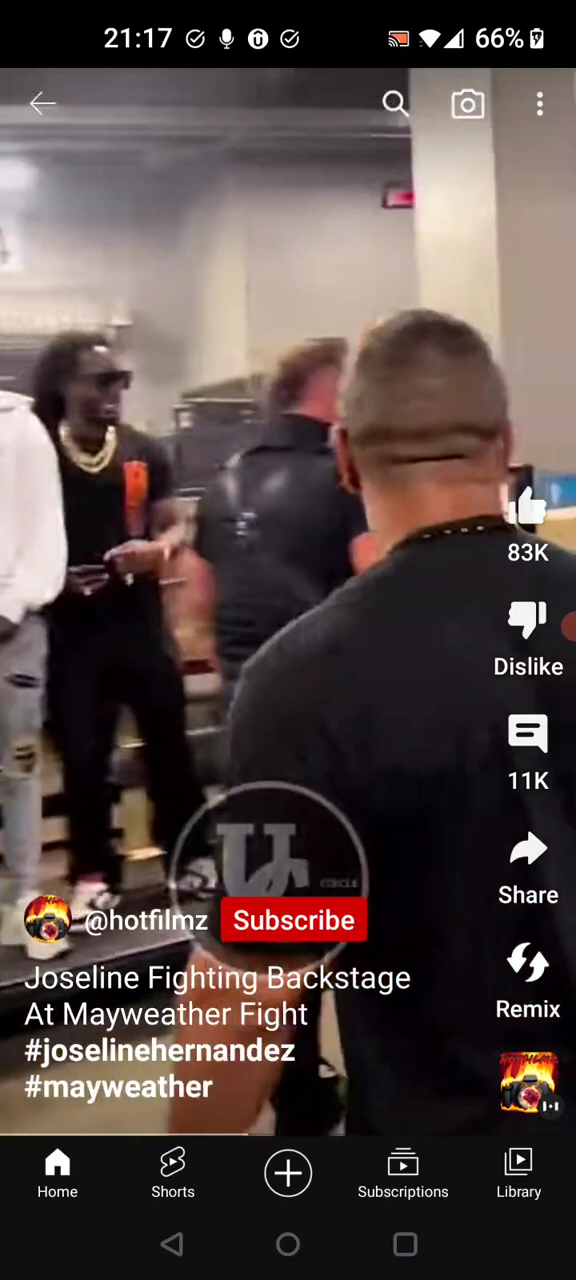 21:17
66%
83K
Dislike
11K
Share
Remix
@hotfilmz
Subscribe
Joseline Fighting Backstage
At Mayweather Fight
#joselinehernandez
#mayweather
Home
Shorts
Subscriptions
Library